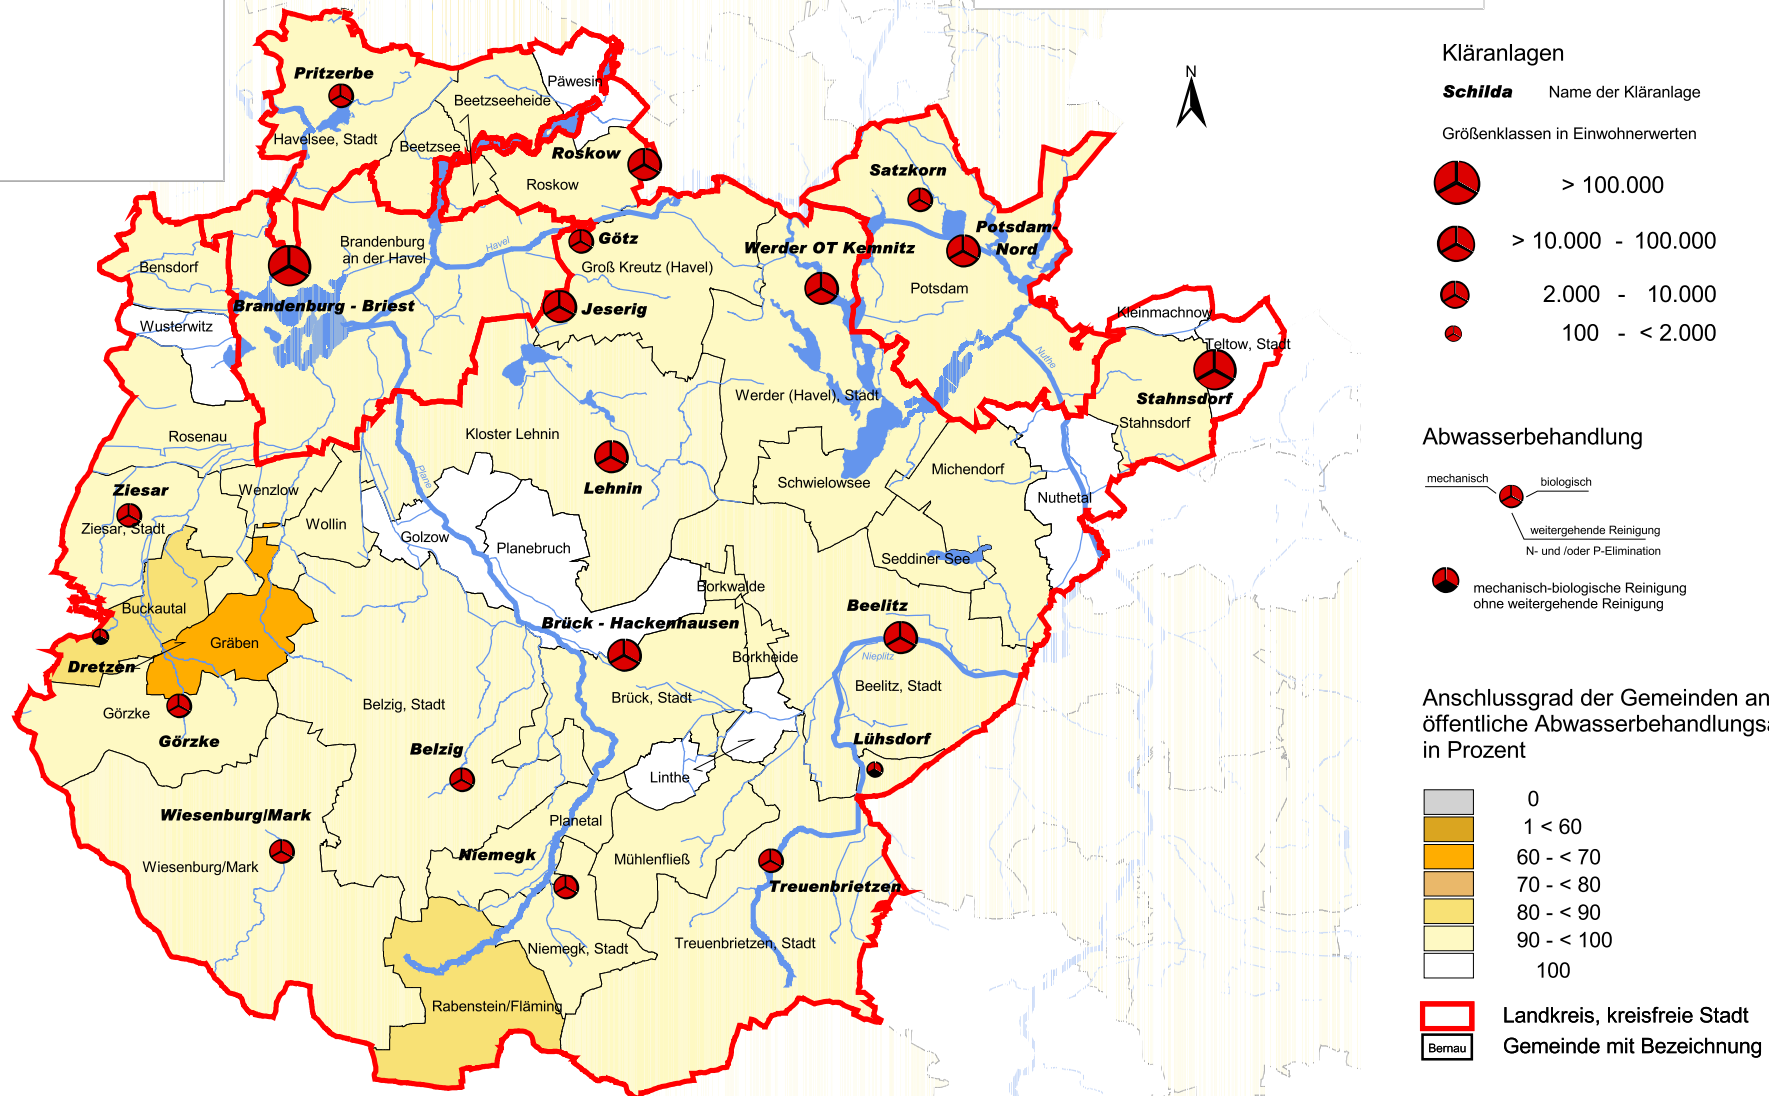 Pritzerbe
Päwesin
Beetzseeheide
Havelsee, Stadt
Beetzsee
Roskow
Roskow
Satzkorn
Potsdam-
Nord
Götz
Werder OT Kemnitz
Brandenburg
an der Havel
Havel
Bensdorf
Groß Kreutz (Havel)
Potsdam
Brandenburg - Briest
Jeserig
Kleinmachnow
Wusterwitz
Teltow, Stadt
Nuthe
Werder (Havel), Stadt
Stahnsdorf
Stahnsdorf
Rosenau
Kloster Lehnin
Michendorf
Plane
Schwielowsee
Lehnin
Ziesar
Wenzlow
Nuthetal
Ziesar, Stadt
Wollin
Golzow
Planebruch
Seddiner See
Borkwalde
Buckautal
Beelitz
Brück - Hackenhausen
Gräben
Dretzen
Borkheide
Nieplitz
Brück, Stadt
Beelitz, Stadt
Belzig, Stadt
Görzke
Görzke
Belzig
Lühsdorf
Linthe
Wiesenburg/Mark
Planetal
Niemegk
Mühlenfließ
Wiesenburg/Mark
Treuenbrietzen
Niemegk, Stadt
Treuenbrietzen, Stadt
Rabenstein/Fläming
N
Kläranlagen
Schilda Name der Kläranlage
Größenklassen in Einwohnerwerten
> 100.000
> 10.000 - 100.000
2.000 - 10.000
100 - < 2.000
Abwasserbehandlung
mechanisch
biologisch
weitergehende Reinigung
N- und /oder P-Elimination
mechanisch-biologische Reinigung
ohne weitergehende Reinigung
Anschlussgrad der Gemeinden an
öffentliche Abwasserbehandlungsa
in Prozent
0
1 < 60
60 - < 70
70 - < 80
80 - < 90
90 - < 100
100
Landkreis, kreisfreie Stadt
Bernau Gemeinde mit Bezeichnung